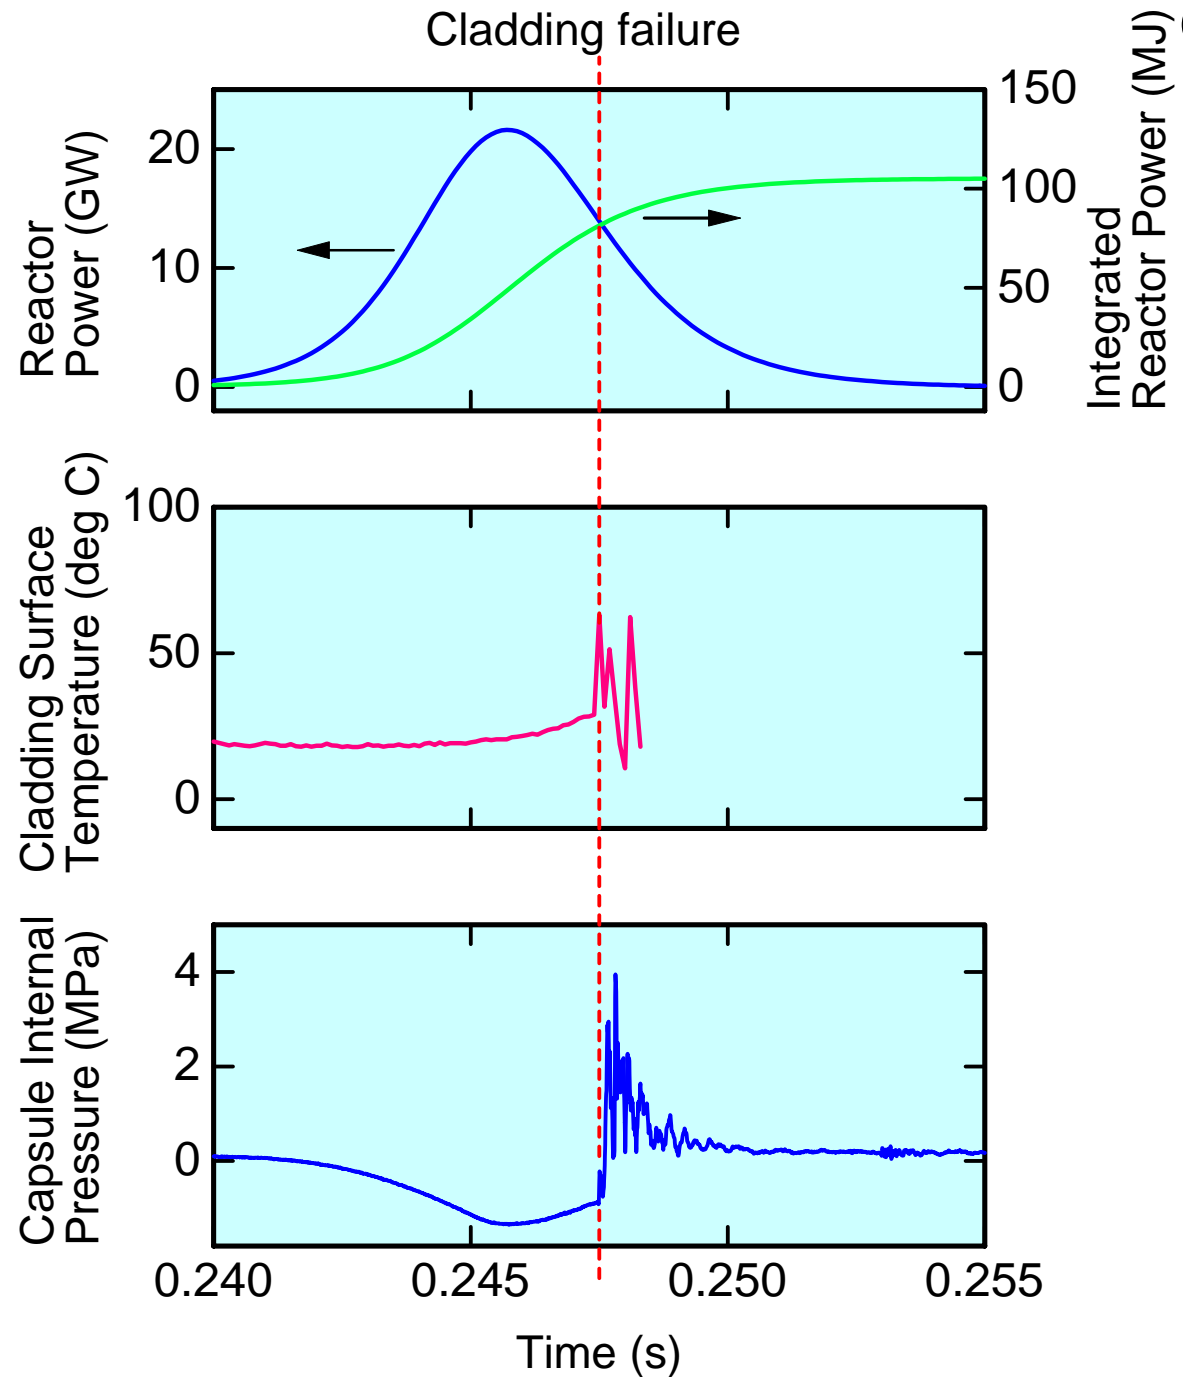 Cladding failure
Reactor
Power (GW)
20
10
0
150
100
50
0
Integrated
Reactor Power (MJ)
Cladding Surface
Temperature (deg C)
100
50
0
Capsule Internal
Pressure (MPa)
4
2
0
0.240
0.245
0.250
0.255
Time (s)